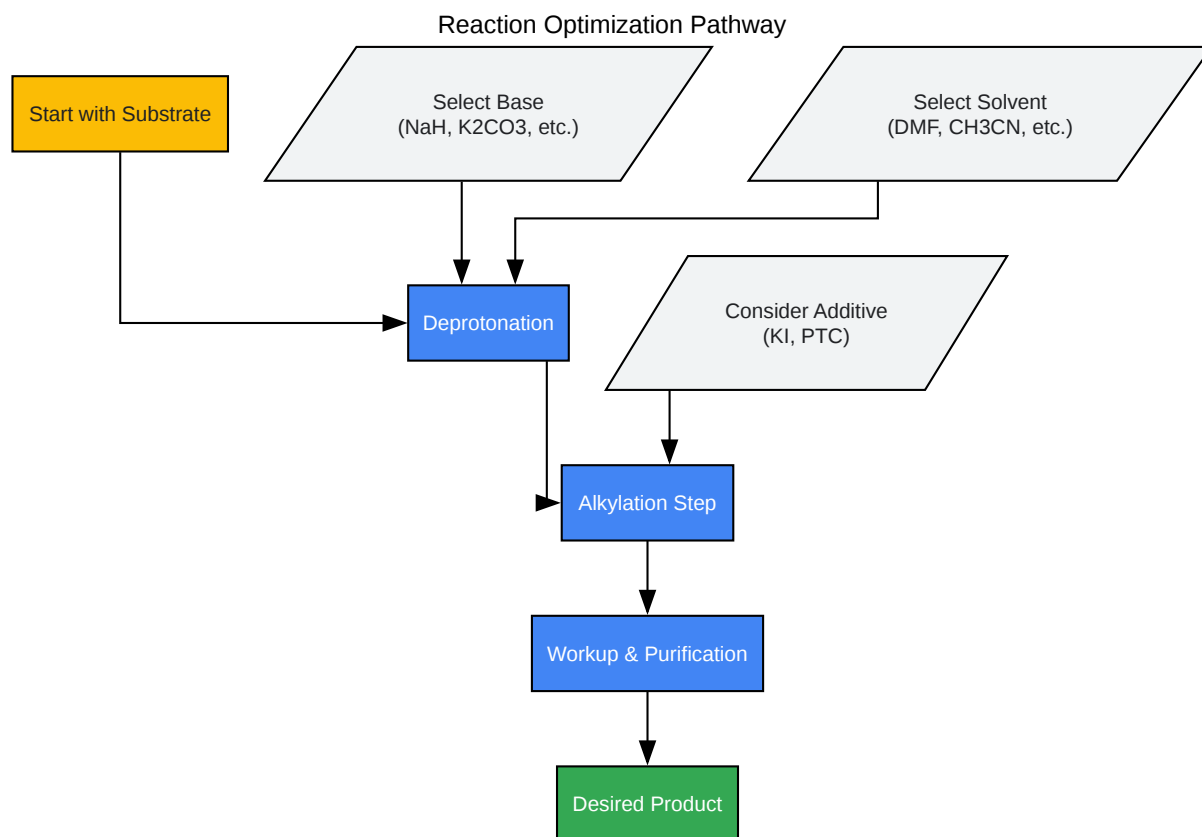 Reaction Optimization Pathway
Start with Substrate
Select Base
(NaH, K2CO3, etc.)
Select Solvent
(DMF, CH3CN, etc.)
Deprotonation
Consider Additive
(KI, PTC)
Alkylation Step
Workup & Purification
Desired Product